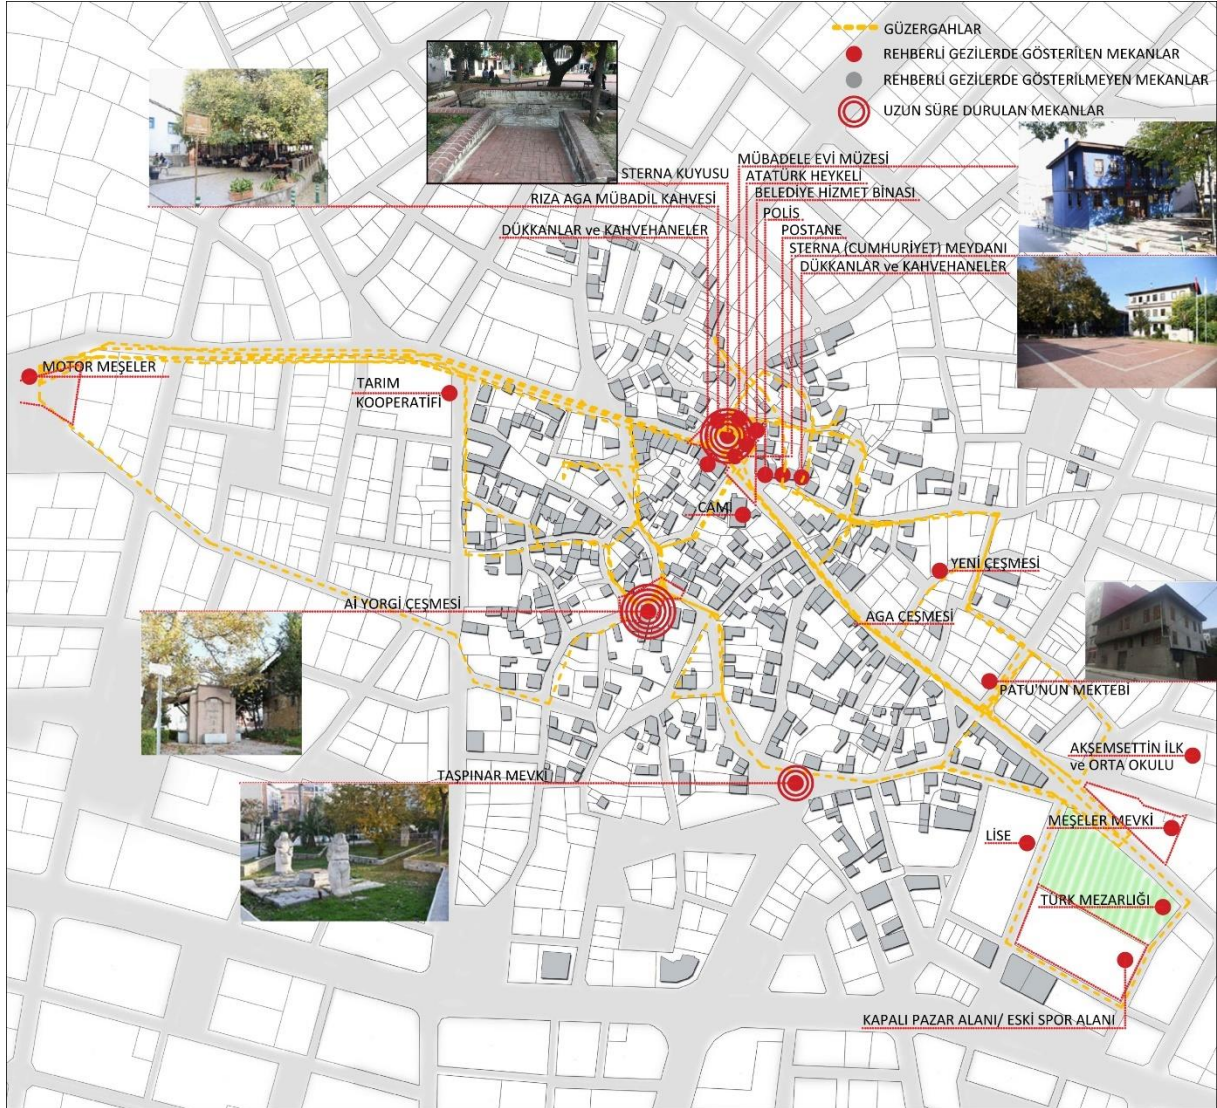 GÜZERGAHLAR
REHBERLİ GEZİLERDE GÖSTERİLEN MEKANLAR
REHBERLİ GEZİLERDE GÖSTERİLMEYEN MEKANLAR
UZUN SÜRE DURULAN MEKANLAR
MÜBADELE EVİ MÜZESİ
STERNA KUYUSU
ATATÜRK HEYKELİ
BELEDİYE HİZMET BİNASI
RIZA AGA MÜBADİL KAHVESİ
POLİS
DÜKKANLAR ve KAHVEHANELER
POSTANE
STERNA (CUMHURİYET) MEYDANI
DÜKKANLAR ve KAHVEHANELER
MOTOR MEŞELER
TARIM
KOOPERATİFİ
CAMİ
YENİ ÇEŞMESİ
Aİ YORGİ ÇEŞMESİ
AGA ÇEŞMESİ
PATU'NUN MEKTEBİ
AKŞEMSETTİN İLK
ve ORTA OKULU
TAŞPINAR MEVKİ
MEŞELER MEVKİ
LİSE
TÜRK MEZARLIĞI
KAPALI PAZAR ALANI/ ESKİ SPOR ALANI